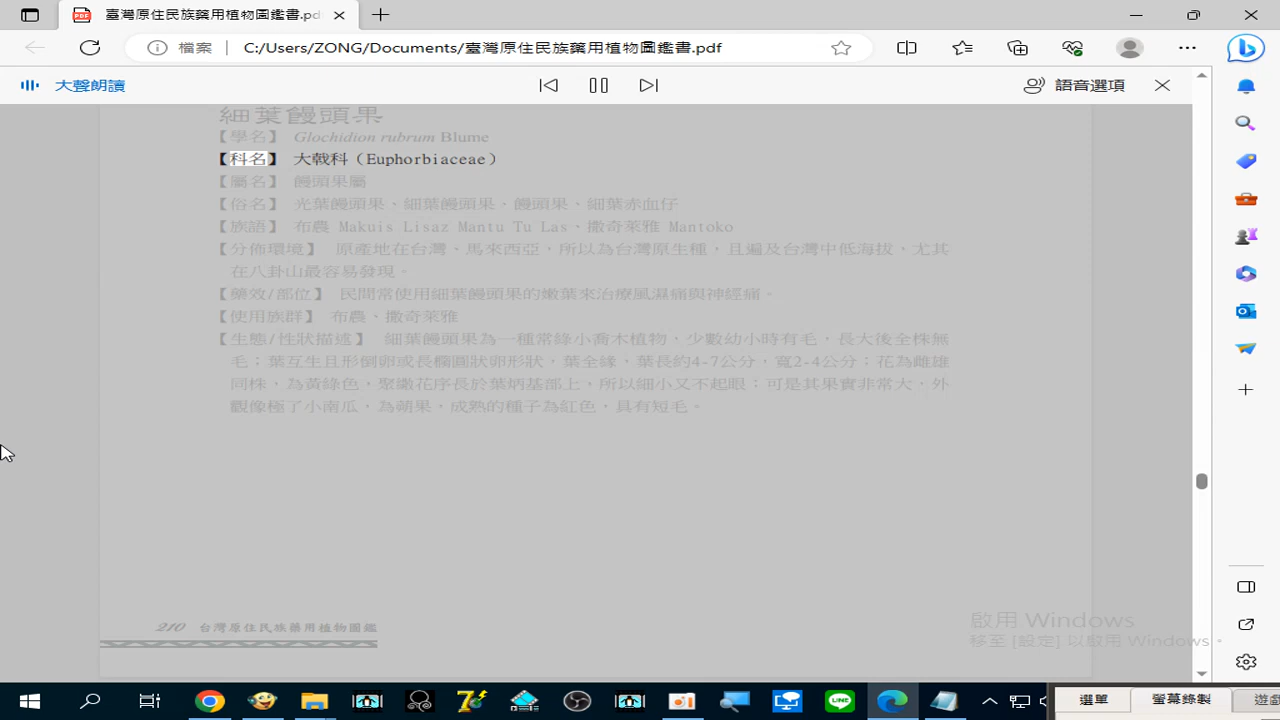 臺灣原住民族藥用植物圖鑑書.pd
檔案 C:/Users/ZONG/Documents/臺灣原住民族藥用植物圖鑑書.pdf
大聲朗讀 語音選項
細葉饅頭果
【學名】 Glochidion rubrum Blume
【科名】 大戟科（Euphorbiaceae）
【屬名】 饅頭果屬
【俗名】 光葉饅頭果、細葉饅頭果，饅頭果、細葉赤血仔
【族語】 布農 Makuis Lisaz Mantu Tu Las、撒奇萊雅 Mantoko
【分佈環境】 原產地在台灣、馬來西亞，所以為台灣原生種，且遍及台灣中低海拔、尤其
在八卦山最容易發現。
【藥效/部位】 民間常使用細葉饅頭果的嫩葉來治療風濕痛與神經痛。
【使用族群】 布農、撒奇萊雅
【生態/性狀描述】 細葉饅頭果為一種常綠小喬木植物，少數幼小時有毛，長大後全株無
毛；葉互生且形倒卵或長橢圓狀卵形狀，葉全緣，葉長約4-7公分，寬2-4公分；花為雌雄
同株，為黃綠色，聚繖花序長於葉炳基部上，所以細小又不起眼；可是其果實非常大，外
觀像極了小南瓜，為蒴果，成熟的種子為紅色，具有短毛。
210 台灣原住民族藥用植物圖鑑
啟用 Windows
移至 [設定] 以啟用 Windows。
選單 螢幕錄製 遊戲